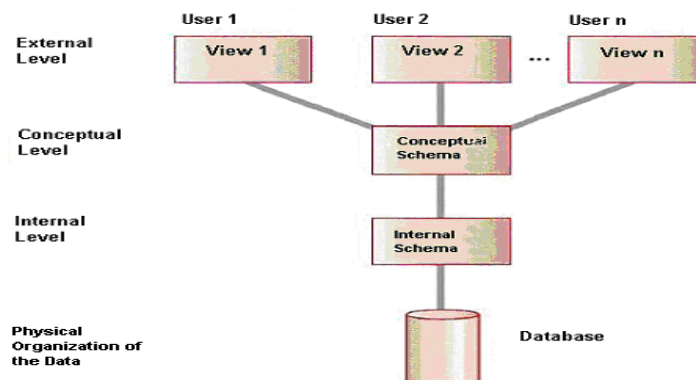 User 1
User 2
User n
External
Level
View 1
View 2
...
View n
Conceptual
Level
Conceptual
Schema
Internal
Level
Internal
Schema
Physical
Organization of
the Data
Database